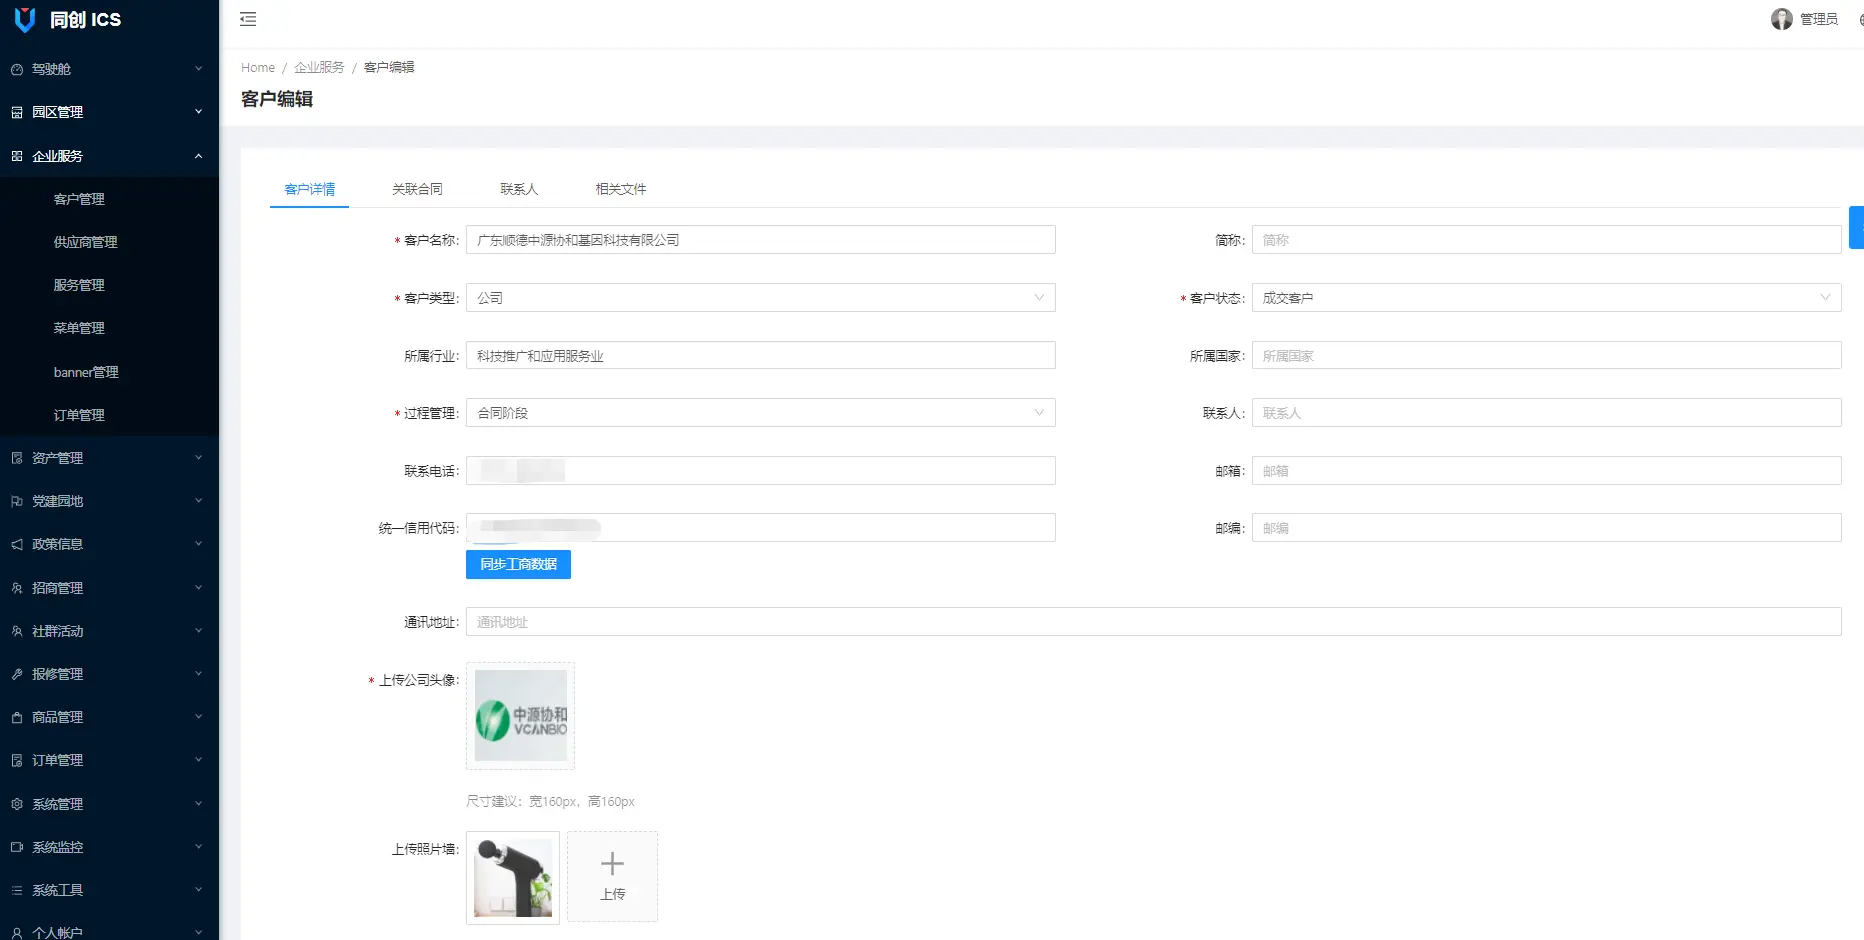 同创 ICS
管理员
驾驶舱
园区管理
企业服务
客户管理
供应商管理
服务管理
菜单管理
banner管理
订单管理
资产管理
党建园地
政策信息
招商管理
社群活动
报修管理
商品管理
订单管理
系统管理
系统监控
系统工具
个人帐户
Home / 企业服务 / 客户编辑
客户编辑
客户详情 关联合同 联系人 相关文件
* 客户名称: 广东顺德中源协和基因科技有限公司 简称: 简称
* 客户类型: 公司 * 客户状态: 成交客户
所属行业: 科技推广和应用服务业 所属国家: 所属国家
* 过程管理: 合同阶段 联系人: 联系人
联系电话: 邮箱: 邮箱
统一信用代码: 邮编: 邮编
同步工商数据
通讯地址: 通讯地址
* 上传公司头像:
中源协和
VCANBIO
尺寸建议: 宽160px, 高160px
上传照片墙:
上传